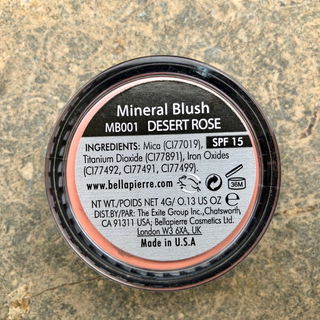 Mineral Blush
MB001 DESERT ROSE
INGREDIENTS: Mica (CI77019), SPF 15
Titanium Dioxide (CI77891), Iron Oxides
(CI77492, CI77491, CI77499).
www.bellapierre.com
36M
NT WT./POIDS NET 4G/ 0.13 US OZ e
DIST.BY/PAR: The Exite Group Inc., Chatsworth,
CA 91311 USA; Bellapierre Cosmetics Ltd.
London W3 6XA, UK
Made in U.S.A